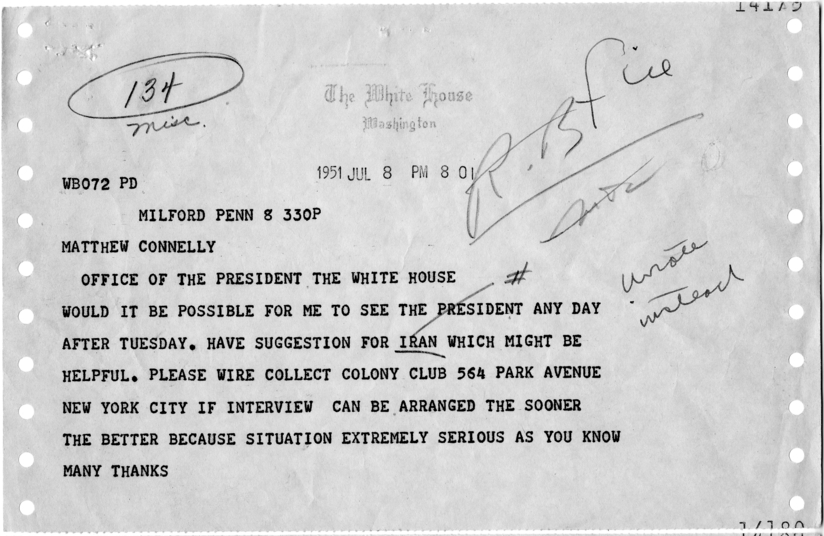 14175
134
Misc.
The White House
Washington
file
R. B
1951 JUL 8 PM 8 01
WB072 PD
MILFORD PENN 8 330P
MATTHEW CONNELLY
OFFICE OF THE PRESIDENT THE WHITE HOUSE
#
wrote
instead
WOULD IT BE POSSIBLE FOR ME TO SEE THE PRESIDENT ANY DAY
AFTER TUESDAY. HAVE SUGGESTION FOR IRAN WHICH MIGHT BE
HELPFUL. PLEASE WIRE COLLECT COLONY CLUB 564 PARK AVENUE
NEW YORK CITY IF INTERVIEW CAN BE ARRANGED THE SOONER
THE BETTER BECAUSE SITUATION EXTREMELY SERIOUS AS YOU KNOW
MANY THANKS
14180